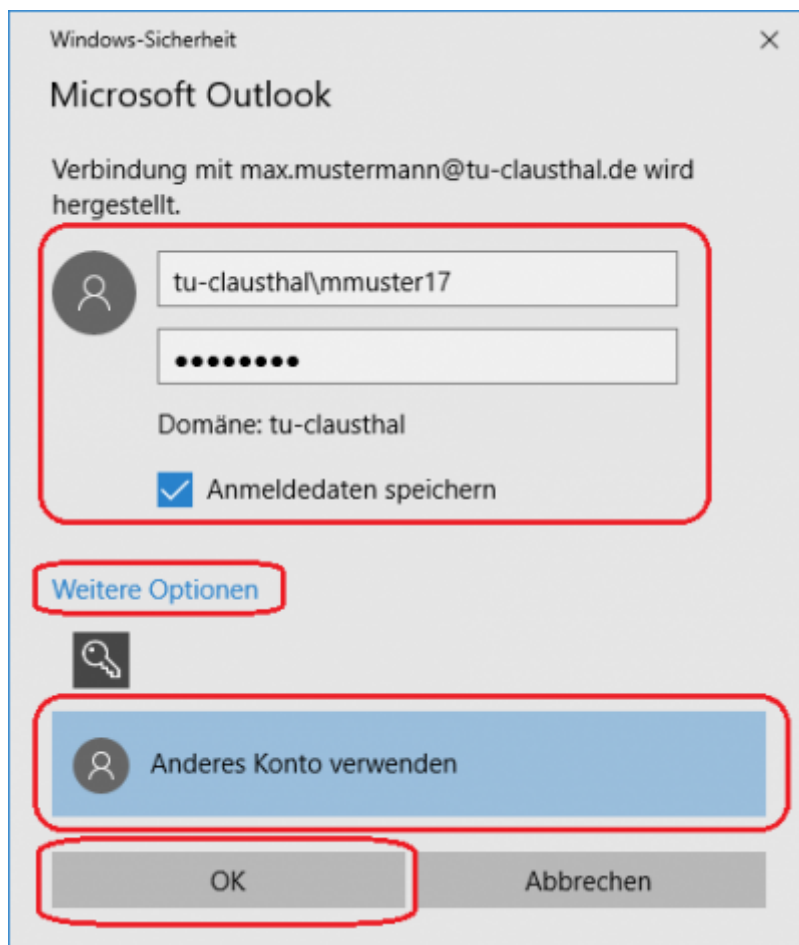 Windows-Sicherheit
Microsoft Outlook
Verbindung mit max.mustermann@tu-clausthal.de wird
hergestellt.
tu-clausthal\mmuster17
●●●●●●●●
Domäne: tu-clausthal
Anmeldedaten speichern
Weitere Optionen
Anderes Konto verwenden
OK
Abbrechen